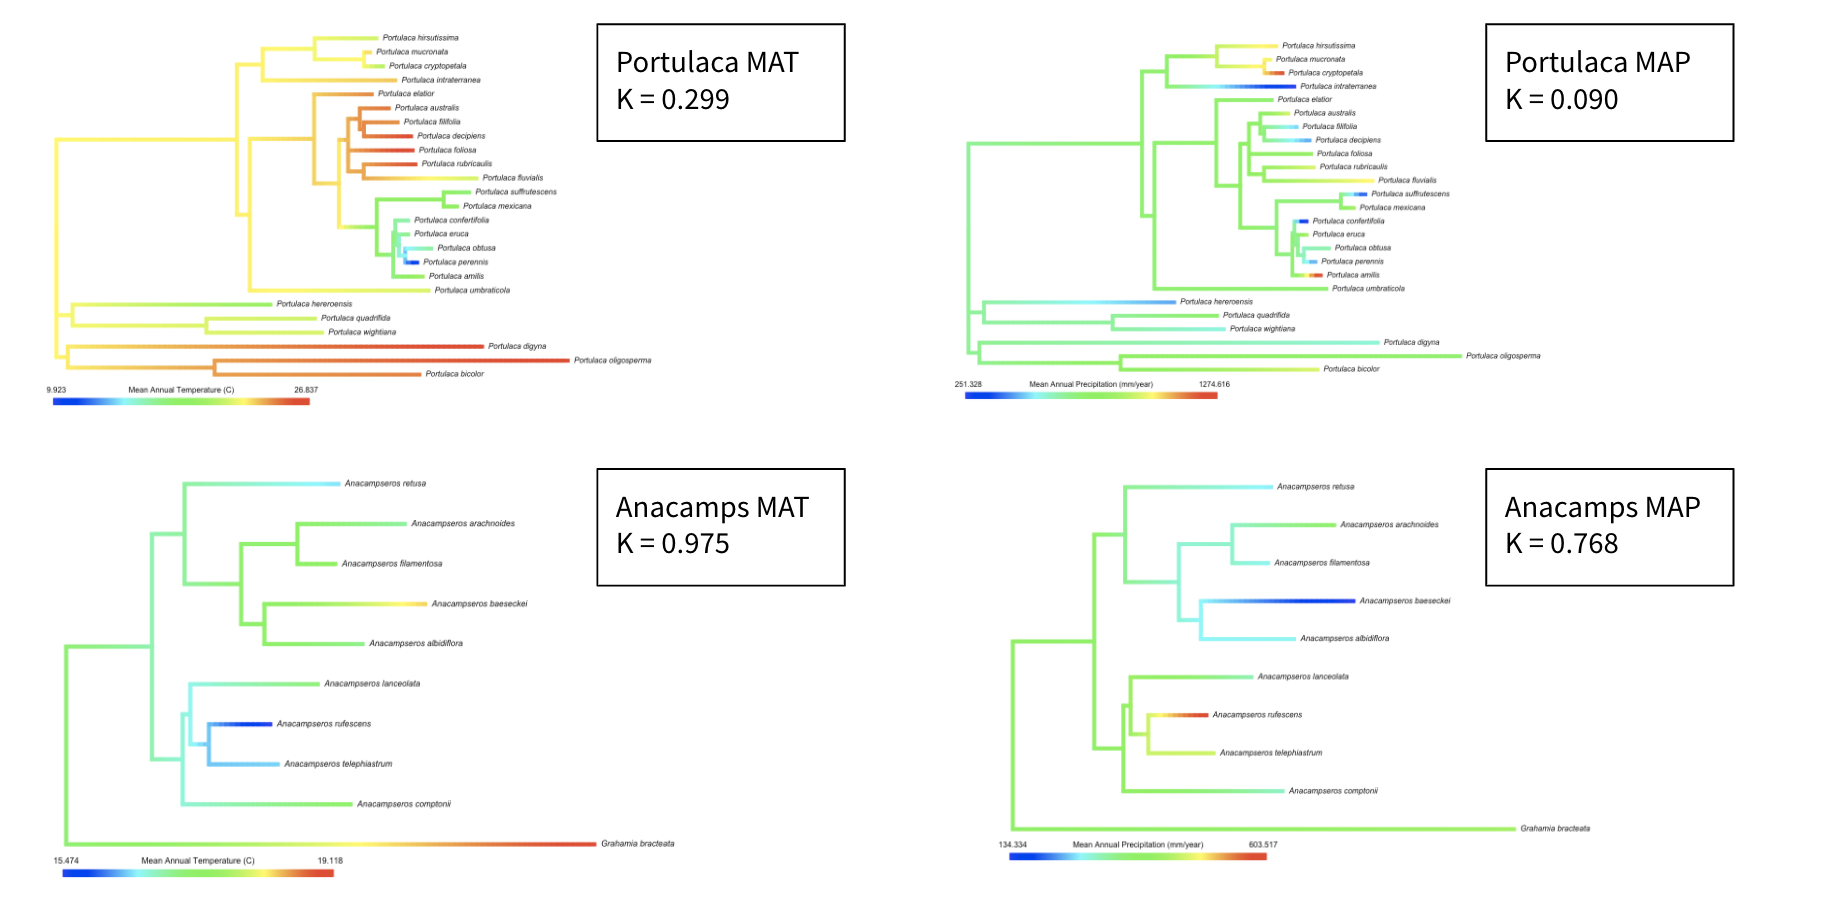 Portulaca hirsutissima
Portulaca mucronata
Portulaca cryptopetala
Portulaca intraterranea
Portulaca elatior
Portulaca australis
Portulaca filifolia
Portulaca decipiens
Portulaca foliosa
Portulaca rubricaulis
Portulaca fluvialis
Portulaca suffrutescens
Portulaca mexicana
Portulaca confertifolia
Portulaca eruca
Portulaca obtusa
Portulaca perennis
Portulaca amilis
Portulaca umbraticola
Portulaca hereroensis
Portulaca quadrifida
Portulaca wightiana
Portulaca digyna
Portulaca oligosperma
Portulaca bicolor
9.923 Mean Annual Temperature (C) 26.837
Portulaca MAT
K = 0.299
Portulaca hirsutissima
Portulaca mucronata
Portulaca cryptopetala
Portulaca intraterranea
Portulaca elatior
Portulaca australis
Portulaca filifolia
Portulaca decipiens
Portulaca foliosa
Portulaca rubricaulis
Portulaca fluvialis
Portulaca suffrutescens
Portulaca mexicana
Portulaca confertifolia
Portulaca eruca
Portulaca obtusa
Portulaca perennis
Portulaca amilis
Portulaca umbraticola
Portulaca hereroensis
Portulaca quadrifida
Portulaca wightiana
Portulaca digyna
Portulaca oligosperma
Portulaca bicolor
251.328 Mean Annual Precipitation (mm/year) 1274.616
Portulaca MAP
K = 0.090
Anacampseros retusa
Anacampseros arachnoides
Anacampseros filamentosa
Anacampseros baeseckei
Anacampseros albidiflora
Anacampseros lanceolata
Anacampseros rufescens
Anacampseros telephiastrum
Anacampseros comptonii
Grahamia bracteata
15.474 Mean Annual Temperature (C) 19.118
Anacamps MAT
K = 0.975
Anacampseros retusa
Anacampseros arachnoides
Anacampseros filamentosa
Anacampseros baeseckei
Anacampseros albidiflora
Anacampseros lanceolata
Anacampseros rufescens
Anacampseros telephiastrum
Anacampseros comptonii
Grahamia bracteata
134.334 Mean Annual Precipitation (mm/year) 603.517
Anacamps MAP
K = 0.768